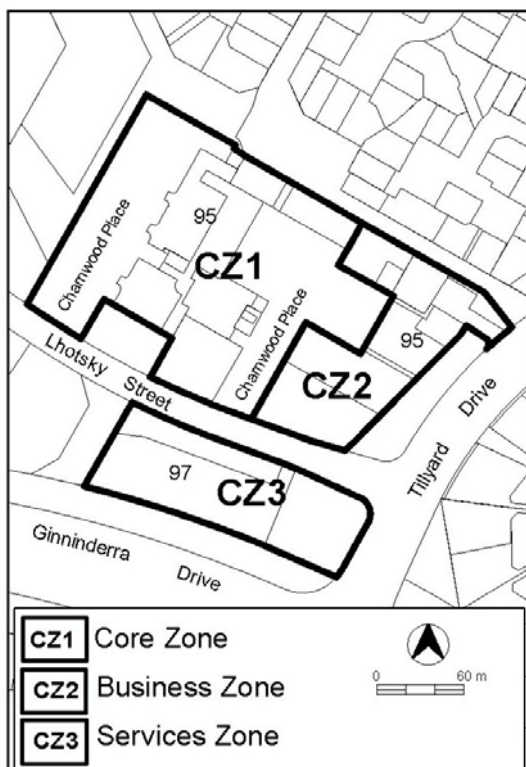 95
Charnwood Place
CZ1
Charnwood Place
95
CZ2
Lhotsky Street
Tillyard Drive
97
CZ3
Ginninderra Drive
CZ1 Core Zone
CZ2 Business Zone
CZ3 Services Zone
0 60 m